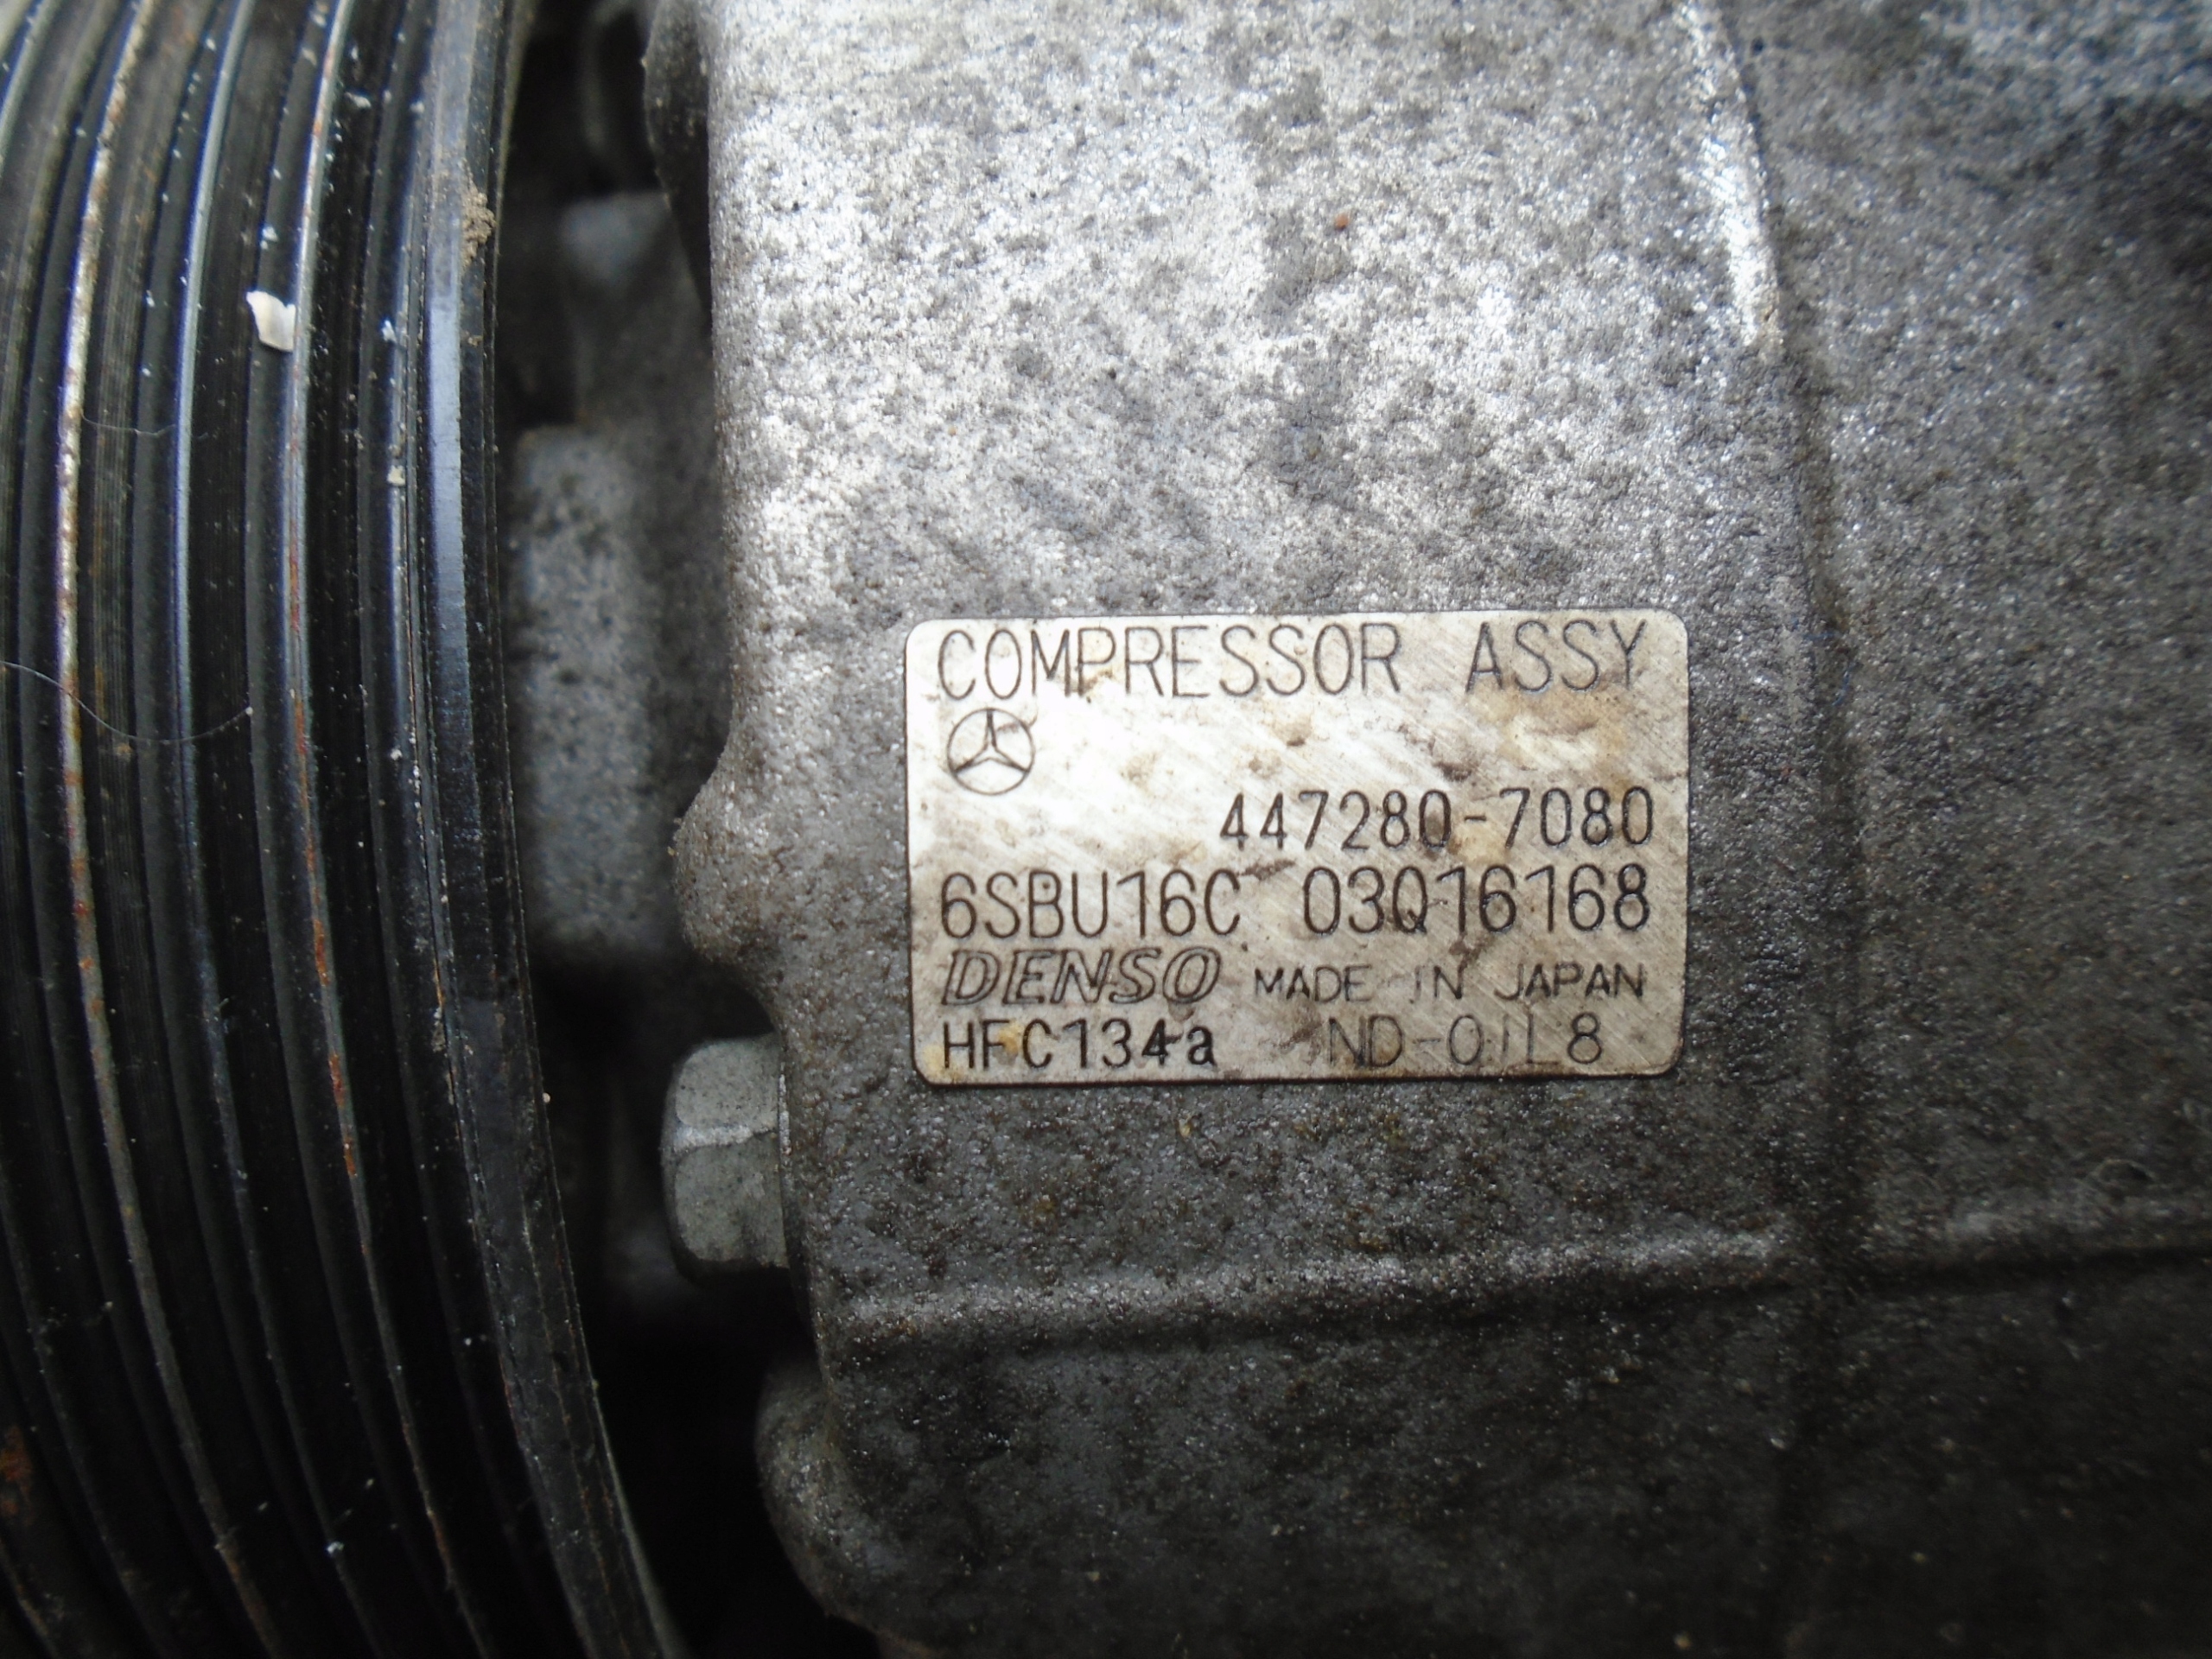 COMPRESSOR ASSY
447280-7080
6SBU16C 03Q16168
DENSO MADE IN JAPAN
HFC134a ND-OIL8